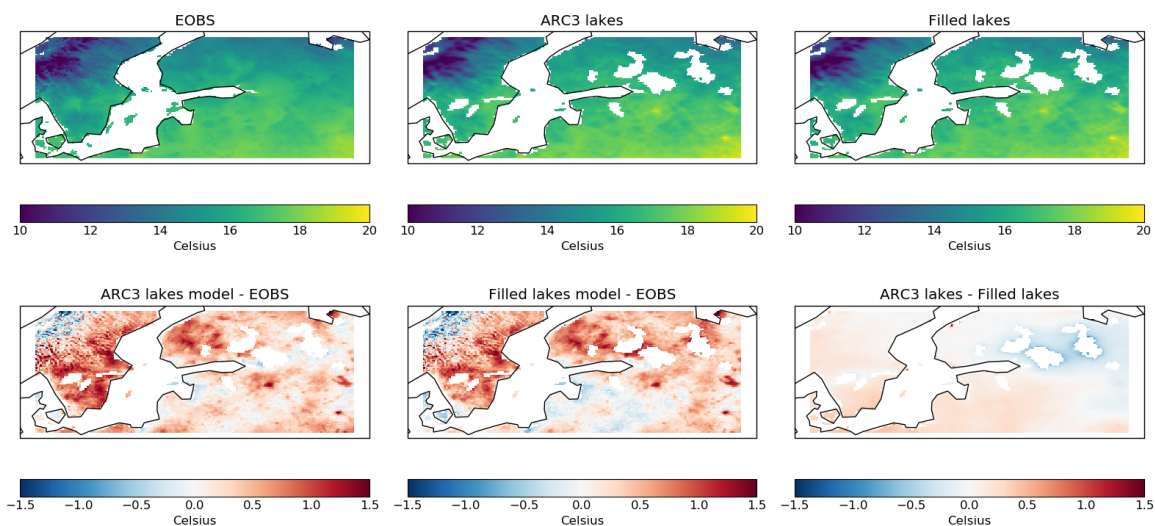 EOBS
ARC3 lakes
Filled lakes
10 12 14 16 18 20
Celsius
10 12 14 16 18 20
Celsius
10 12 14 16 18 20
Celsius
ARC3 lakes model - EOBS
Filled lakes model - EOBS
ARC3 lakes - Filled lakes
−1.5 −1.0 −0.5 0.0 0.5 1.0 1.5
Celsius
−1.5 −1.0 −0.5 0.0 0.5 1.0 1.5
Celsius
−1.5 −1.0 −0.5 0.0 0.5 1.0 1.5
Celsius